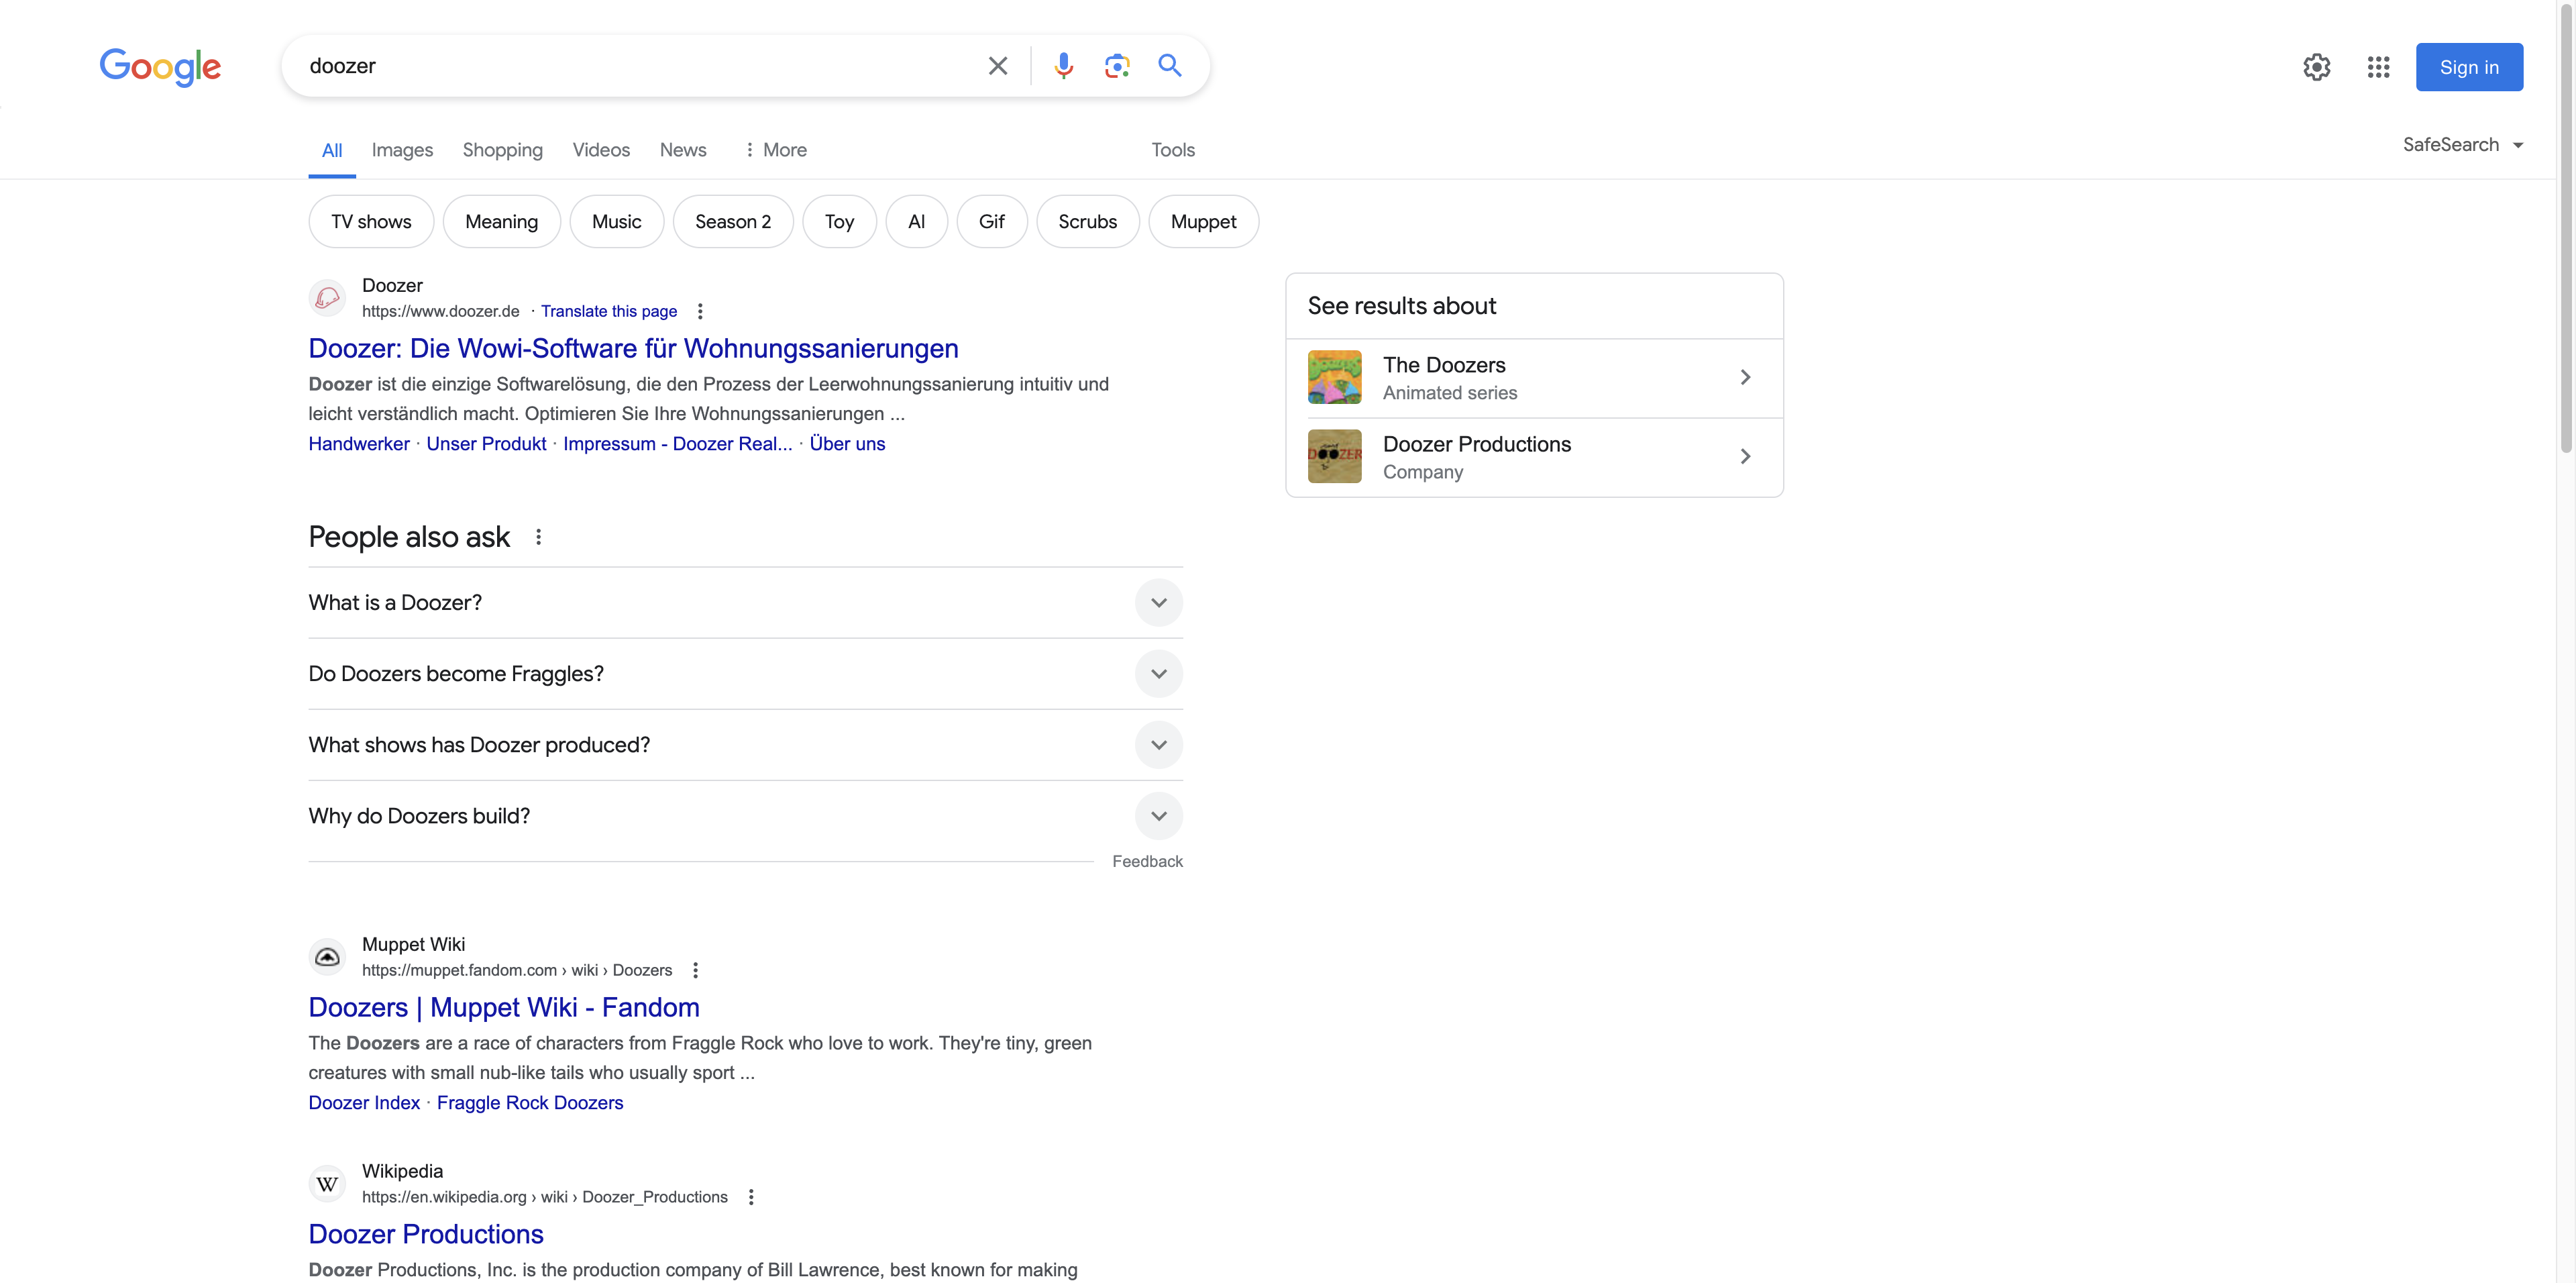 Google
doozer
Sign in
All
Images
Shopping
Videos
News
More
Tools
SafeSearch
TV shows
Meaning
Music
Season 2
Toy
AI
Gif
Scrubs
Muppet
Doozer
https://www.doozer.de · Translate this page
Doozer: Die Wowi-Software für Wohnungssanierungen
Doozer ist die einzige Softwarelösung, die den Prozess der Leerwohnungssanierung intuitiv und
leicht verständlich macht. Optimieren Sie Ihre Wohnungssanierungen ...
Handwerker · Unser Produkt · Impressum - Doozer Real... · Über uns
See results about
The Doozers
Animated series
DOOZER
Doozer Productions
Company
People also ask
What is a Doozer?
Do Doozers become Fraggles?
What shows has Doozer produced?
Why do Doozers build?
Feedback
Muppet Wiki
https://muppet.fandom.com › wiki › Doozers
Doozers | Muppet Wiki - Fandom
The Doozers are a race of characters from Fraggle Rock who love to work. They're tiny, green
creatures with small nub-like tails who usually sport ...
Doozer Index · Fraggle Rock Doozers
W
Wikipedia
https://en.wikipedia.org › wiki › Doozer_Productions
Doozer Productions
Doozer Productions, Inc. is the production company of Bill Lawrence, best known for making